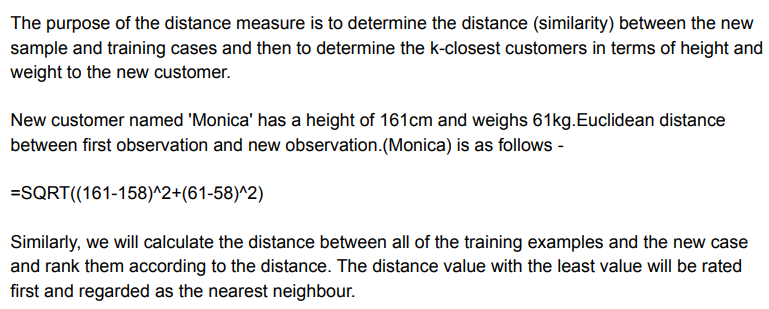 The purpose of the distance measure is to determine the distance (similarity) between the new
sample and training cases and then to determine the k-closest customers in terms of height and
weight to the new customer.
New customer named 'Monica' has a height of 161cm and weighs 61kg.Euclidean distance
between first observation and new observation.(Monica) is as follows -
=SQRT((161-158)^2+(61-58)^2)
Similarly, we will calculate the distance between all of the training examples and the new case
and rank them according to the distance. The distance value with the least value will be rated
first and regarded as the nearest neighbour.